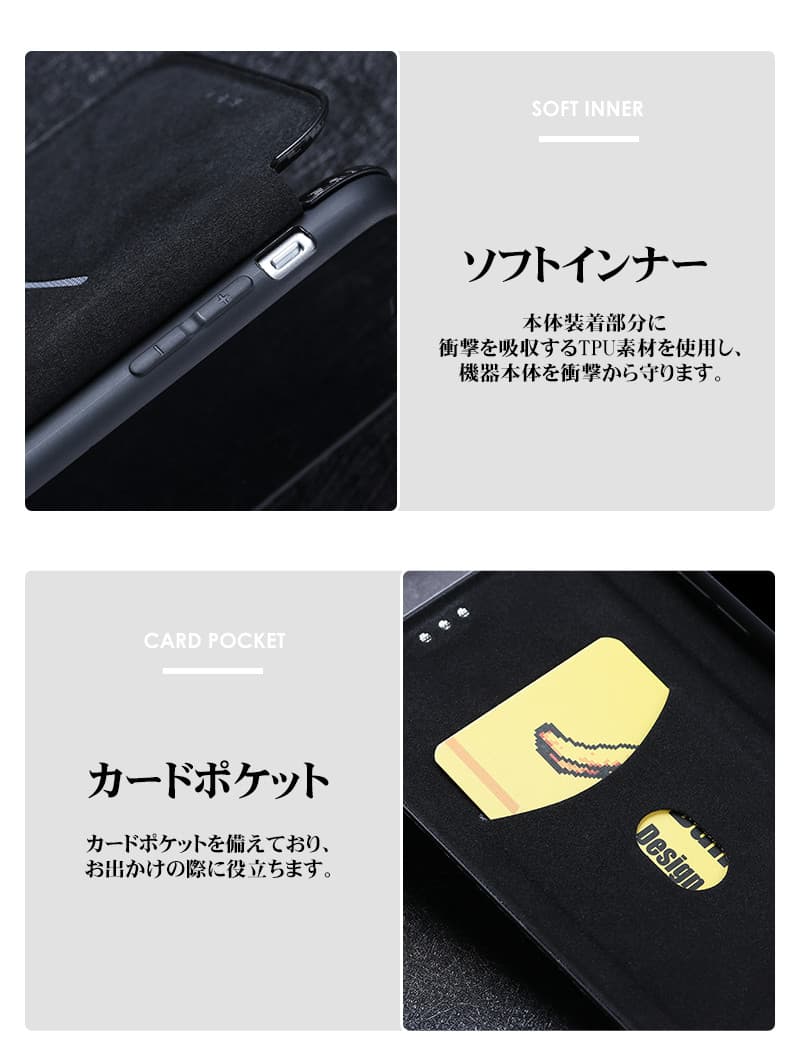 SOFT INNER
ソフトインナー
本体装着部分に
衝撃を吸収するTPU素材を使用し、
機器本体を衝撃から守ります。
CARD POCKET
カードポケット
カードポケットを備えており、
お出かけの際に役立ちます。
Design